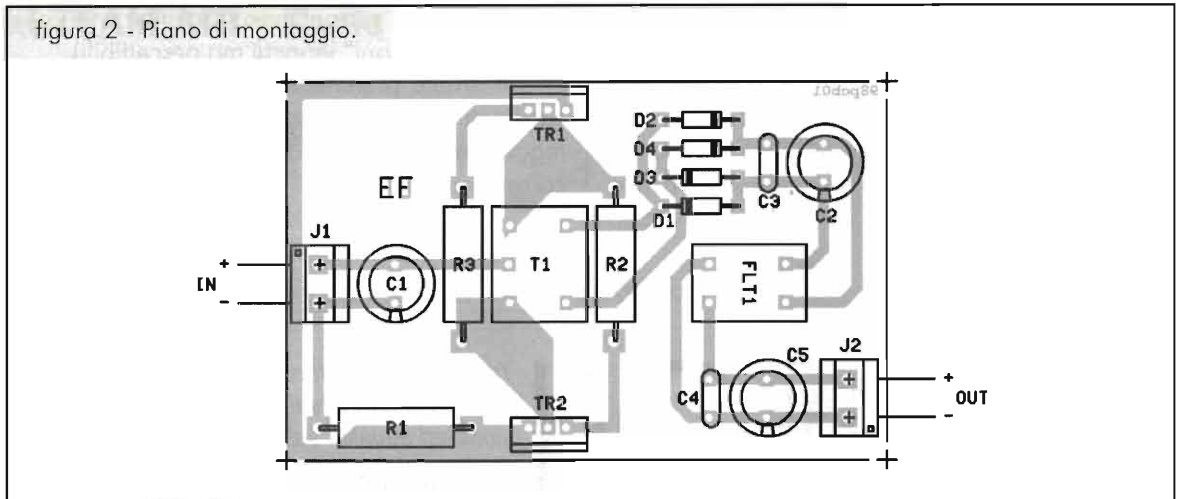 figura 2 - Piano di montaggio.
98pcb01
TR1
D2
D4
D3
D1
C3
C2
EF
J1
+
IN
-
C1
R3
T1
R2
FLT1
C5
J2
+
OUT
-
C4
R1
TR2